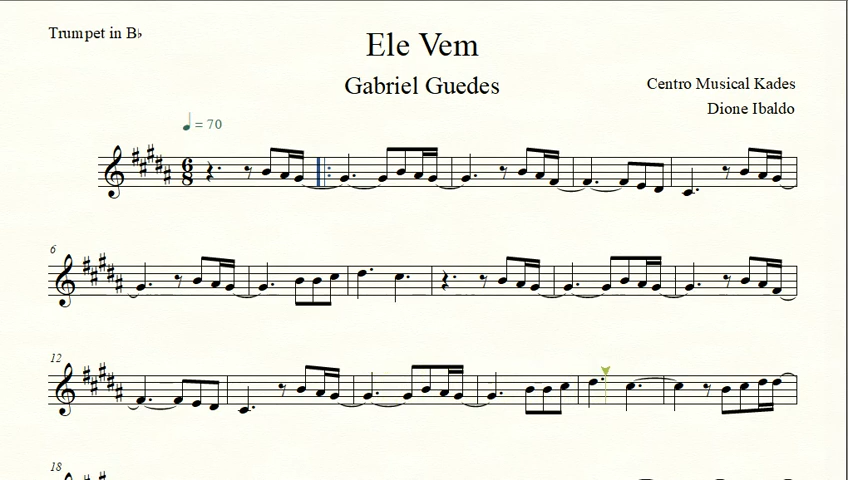 Trumpet in B♭
Ele Vem
Gabriel Guedes
Centro Musical Kades
Dione Ibaldo
= 70
6
8
6
12
18